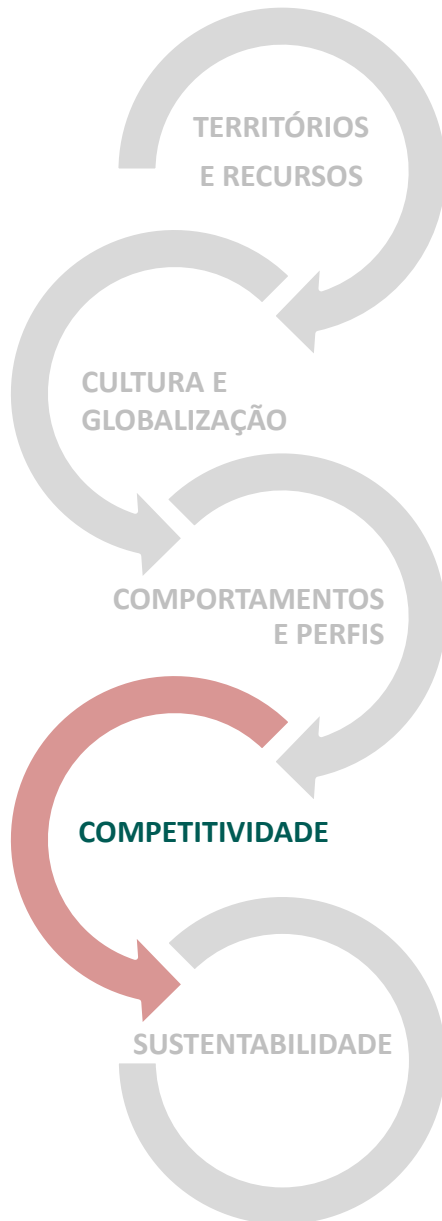 TERRITÓRIOS
E RECURSOS
CULTURA E
GLOBALIZAÇÃO
COMPORTAMENTOS
E PERFIS
COMPETITIVIDADE
SUSTENTABILIDADE